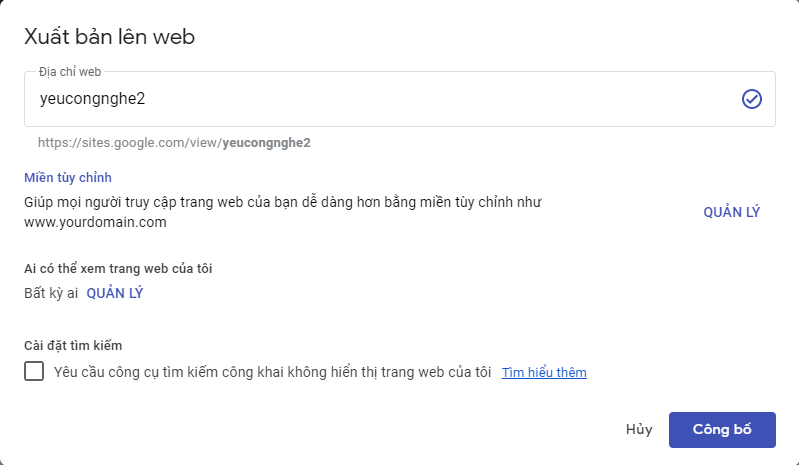 Xuất bản lên web
Địa chỉ web
yeucongnghe2
https://sites.google.com/view/yeucongnghe2
Miền tùy chỉnh
Giúp mọi người truy cập trang web của bạn dễ dàng hơn bằng miền tùy chỉnh như
www.yourdomain.com
QUẢN LÝ
Ai có thể xem trang web của tôi
Bất kỳ ai QUẢN LÝ
Cài đặt tìm kiếm
Yêu cầu công cụ tìm kiếm công khai không hiển thị trang web của tôi Tìm hiểu thêm
Hủy Công bố